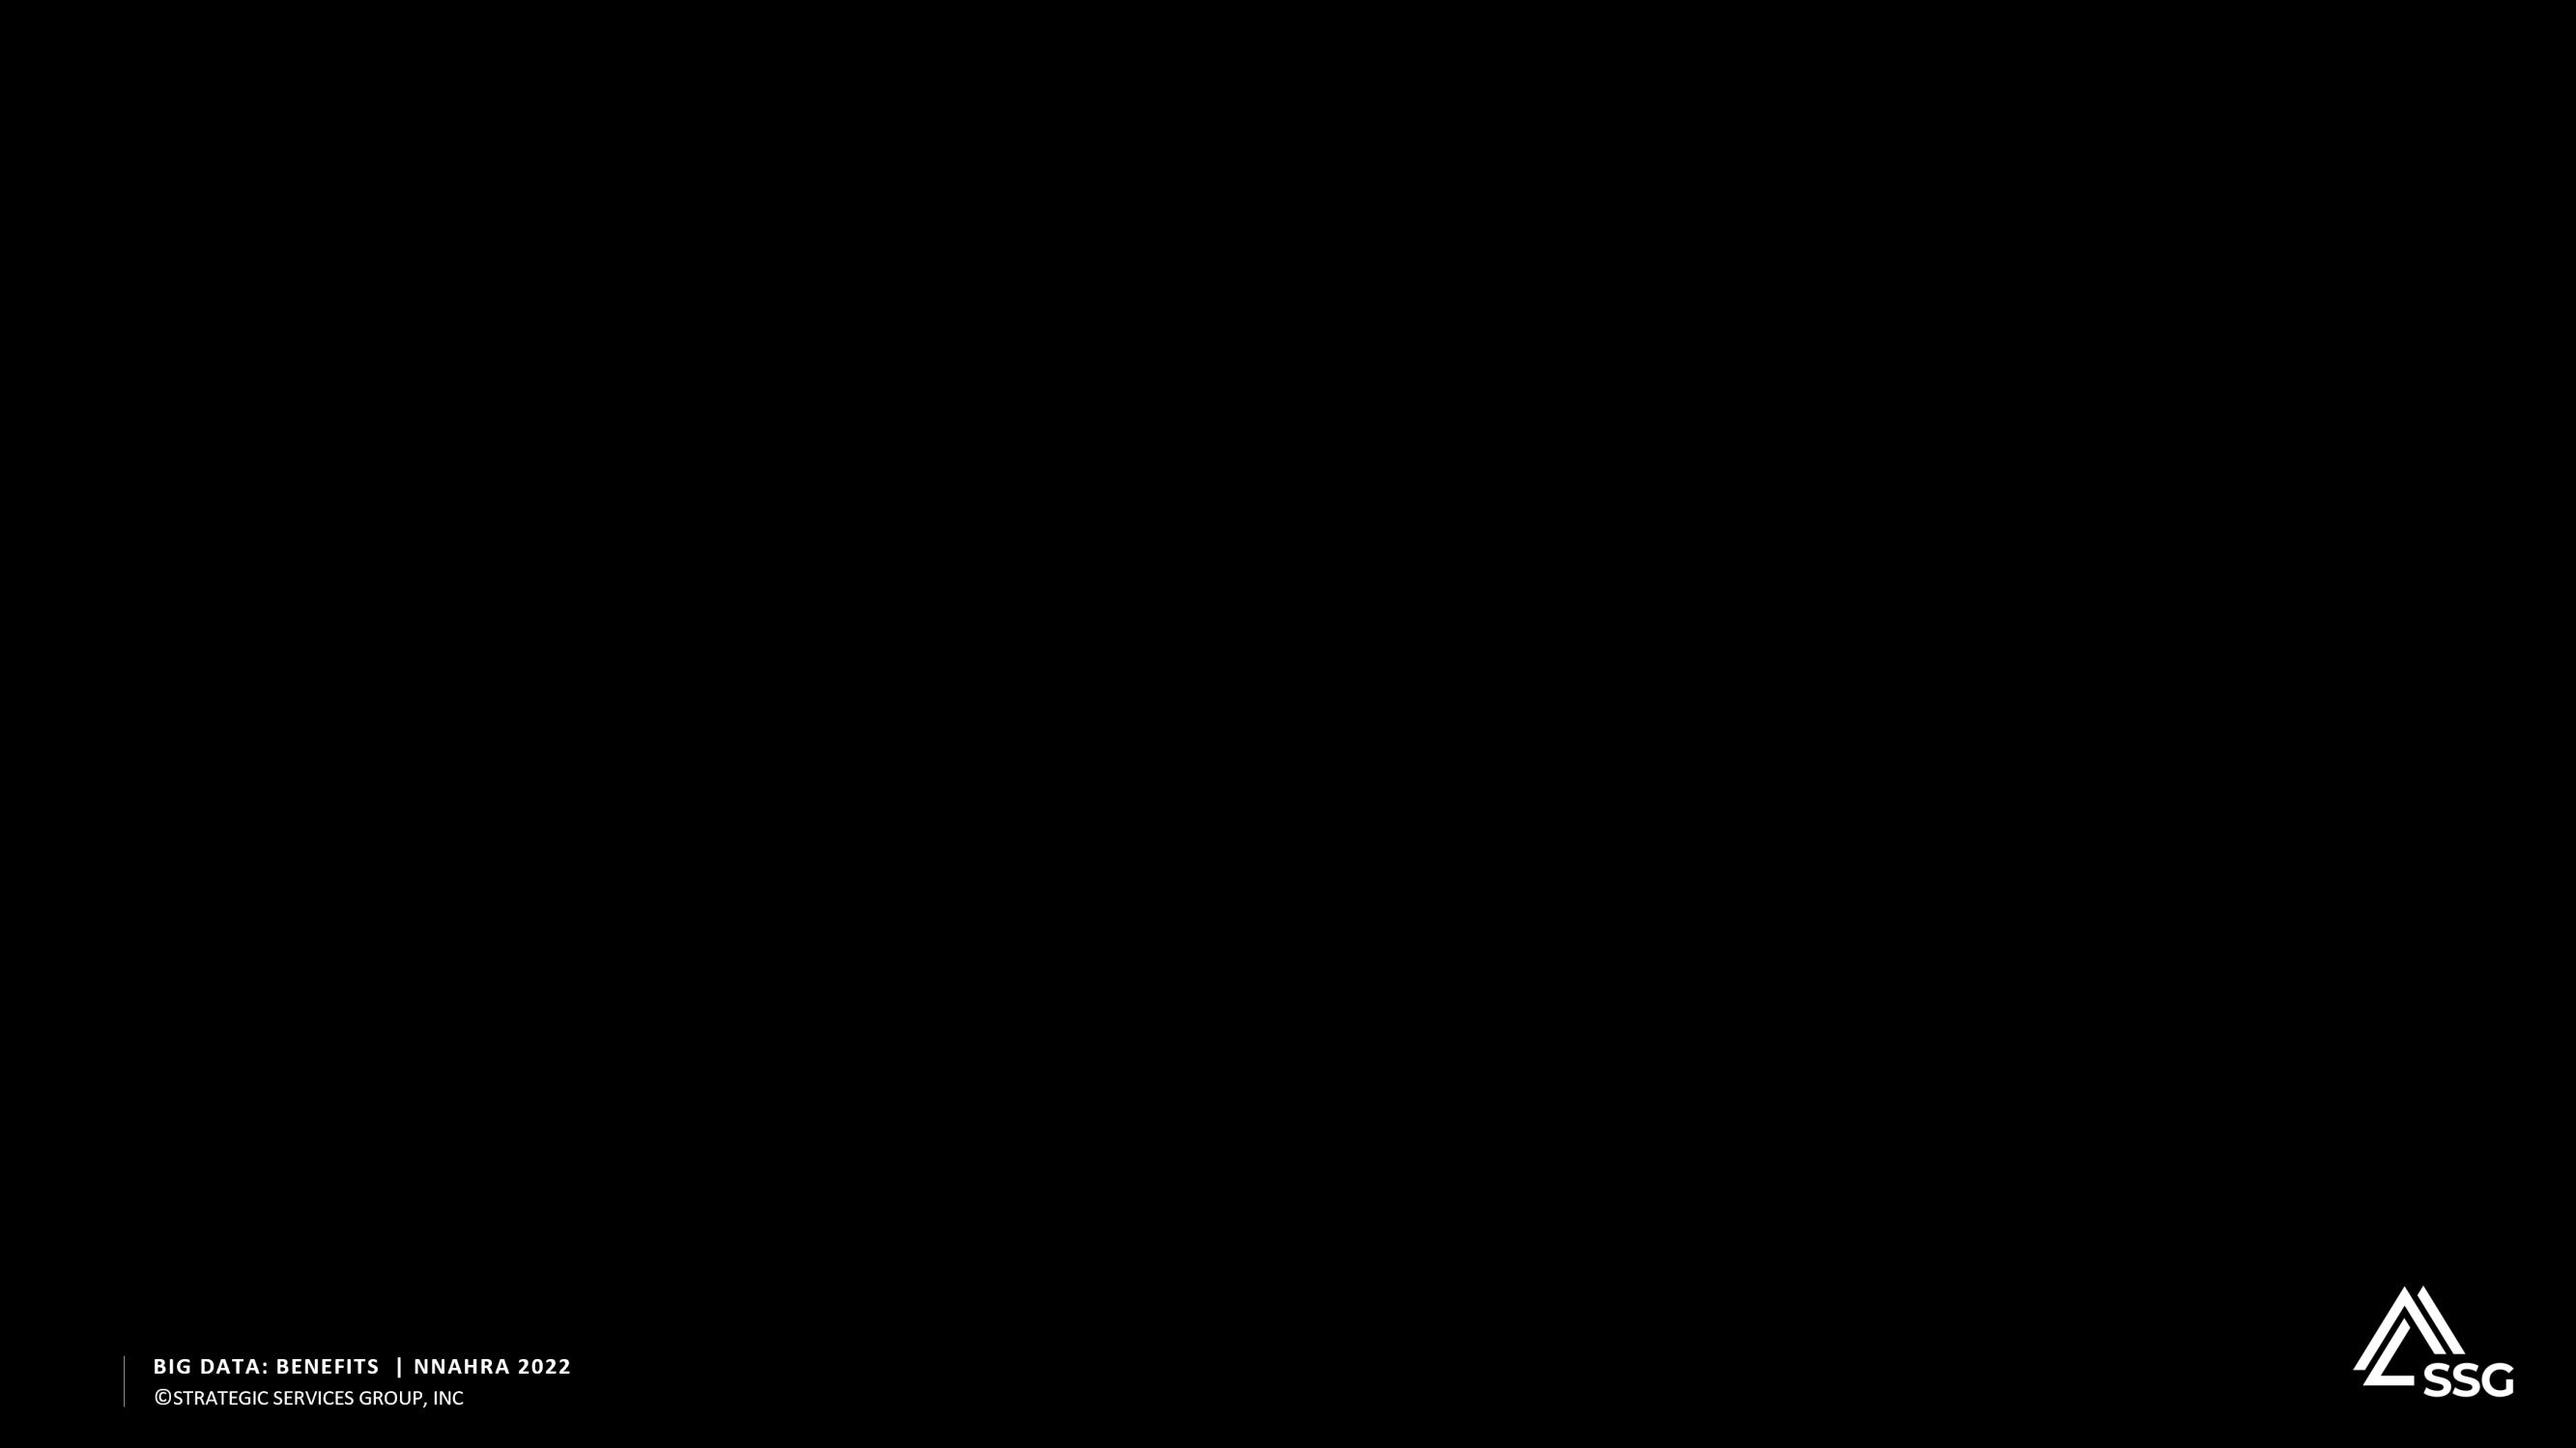 BIG DATA: BENEFITS | NNAHRA 2022
©STRATEGIC SERVICES GROUP, INC
SSG